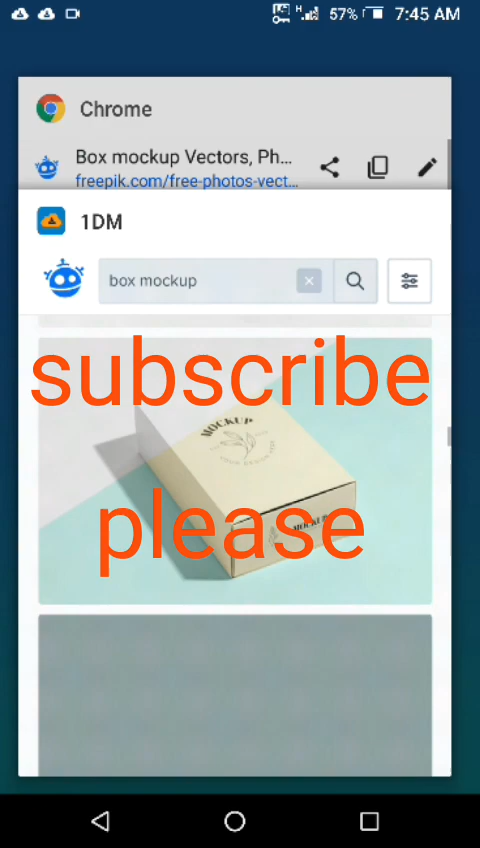 57% 7:45 AM
Chrome
Box mockup Vectors, Ph...
freepik.com/free-photos-vect...
1DM
box mockup
subscribe
MOCKUP
please
MOCKUP